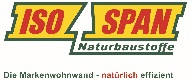 ISO SPAN
Naturbaustoffe
Die Markenwohnwand - natürlich effizient